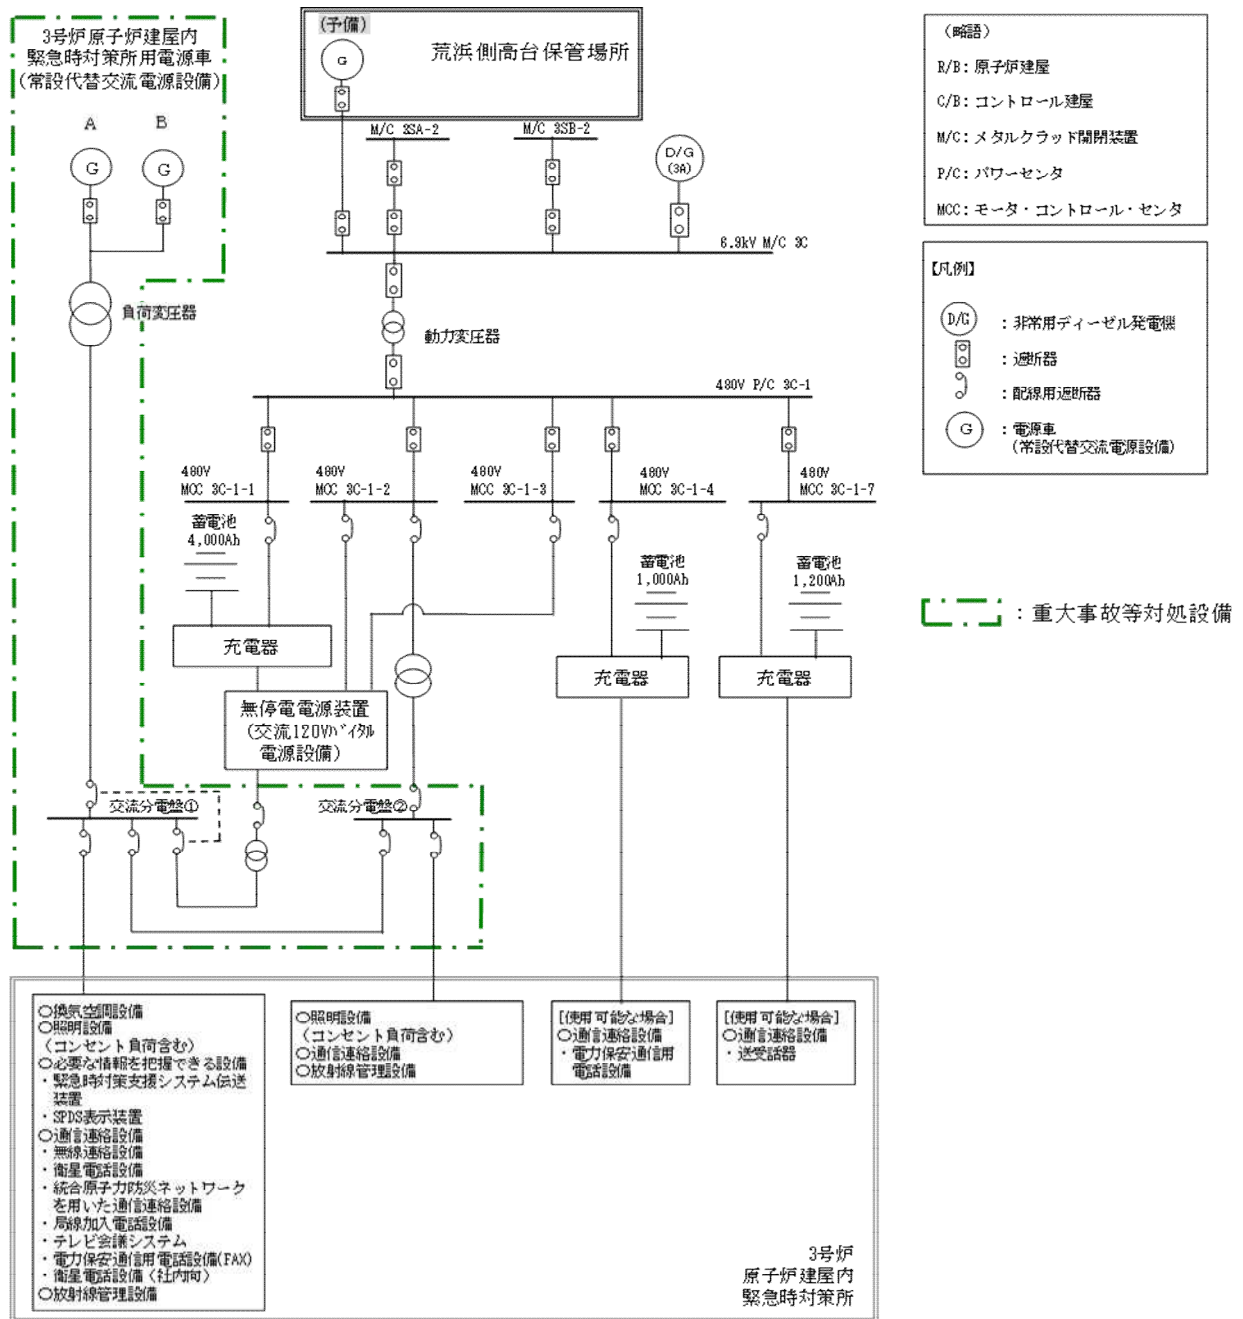 3号炉原子炉建屋内
緊急時対策所用電源車
(常設代替交流電源設備)
A
B
G
G
負荷変圧器
(予備)
G
荒浜側高台保管場所
M/C 3SA-2
M/C 3SB-2
D/G
(3A)
6.9kV M/C 3C
動力変圧器
480V P/C 3C-1
480V
MCC 3C-1-1
480V
MCC 3C-1-2
480V
MCC 3C-1-3
480V
MCC 3C-1-4
480V
MCC 3C-1-7
蓄電池
4,000Ah
蓄電池
1,000Ah
蓄電池
1,200Ah
充電器
充電器
充電器
無停電電源装置
(交流120Vバイタル
電源設備)
交流分電盤①
交流分電盤②
○換気空調設備
○照明設備
(コンセント負荷含む)
○必要な情報を把握できる設備
・緊急時対策支援システム伝送
装置
・SPDS表示装置
○通信連絡設備
・無線連絡設備
・衛星電話設備
・統合原子力防災ネットワーク
を用いた通信連絡設備
・局線加入電話設備
・テレビ会議システム
・電力保安通信用電話設備(FAX)
・衛星電話設備(社内向)
○放射線管理設備
○照明設備
(コンセント負荷含む)
○通信連絡設備
○放射線管理設備
[使用可能な場合]
○通信連絡設備
・電力保安通信用
電話設備
[使用可能な場合]
○通信連絡設備
・送受話器
3号炉
原子炉建屋内
緊急時対策所
(略語)
R/B:原子炉建屋
C/B:コントロール建屋
M/C:メタルクラッド開閉装置
P/C:パワーセンタ
MCC:モータ・コントロール・センタ
【凡例】
D/G
:非常用ディーゼル発電機
:遮断器
:配線用遮断器
G
:電源車
(常設代替交流電源設備)
:重大事故等対処設備